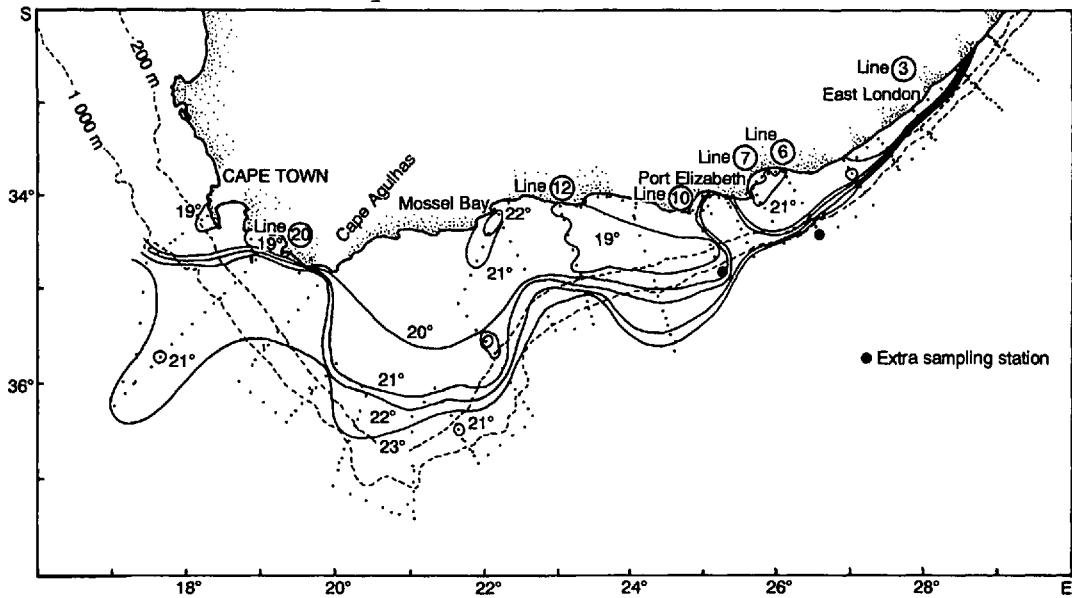 S
200 m
1 000 m
Line 3
East London
Line 6
Line 7
Port Elizabeth
Line 10
Line 12
34°
CAPE TOWN
Cape Agulhas
Mossel Bay
22°
21°
19°
Line 20
19°
19°
21°
20°
21°
21°
Extra sampling station
36°
22°
21°
23°
18°
20°
22°
24°
26°
28°
E